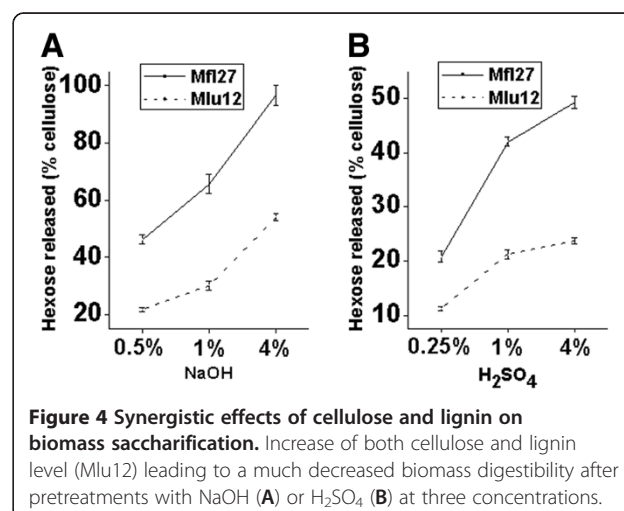 A
Mfl27
Mlu12
Hexose released (% cellulose)
100
80
60
40
20
0.5% 1% 4%
NaOH
B
Mfl27
Mlu12
Hexose released (% cellulose)
50
40
30
20
10
0.25% 1% 4%
H₂SO₄
Figure 4 Synergistic effects of cellulose and lignin on
biomass saccharification. Increase of both cellulose and lignin
level (Mlu12) leading to a much decreased biomass digestibility after
pretreatments with NaOH (A) or H₂SO₄ (B) at three concentrations.